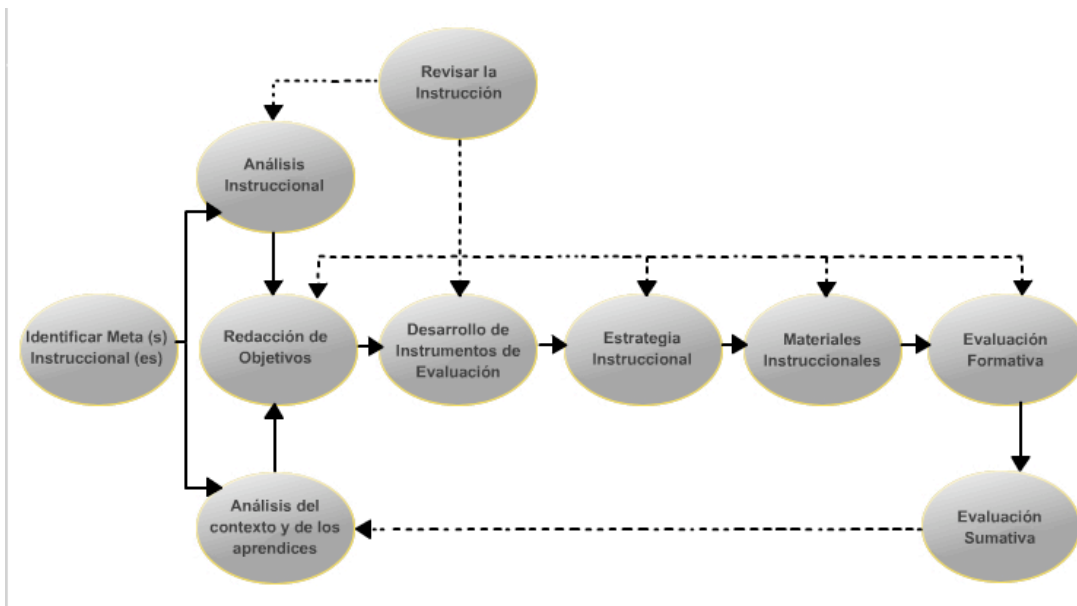 Revisar la
Instrucción
Análisis
Instruccional
Identificar Meta (s)
Instruccional (es)
Redacción de
Objetivos
Desarrollo de
Instrumentos de
Evaluación
Estrategia
Instruccional
Materiales
Instruccionales
Evaluación
Formativa
Análisis del
contexto y de los
aprendices
Evaluación
Sumativa